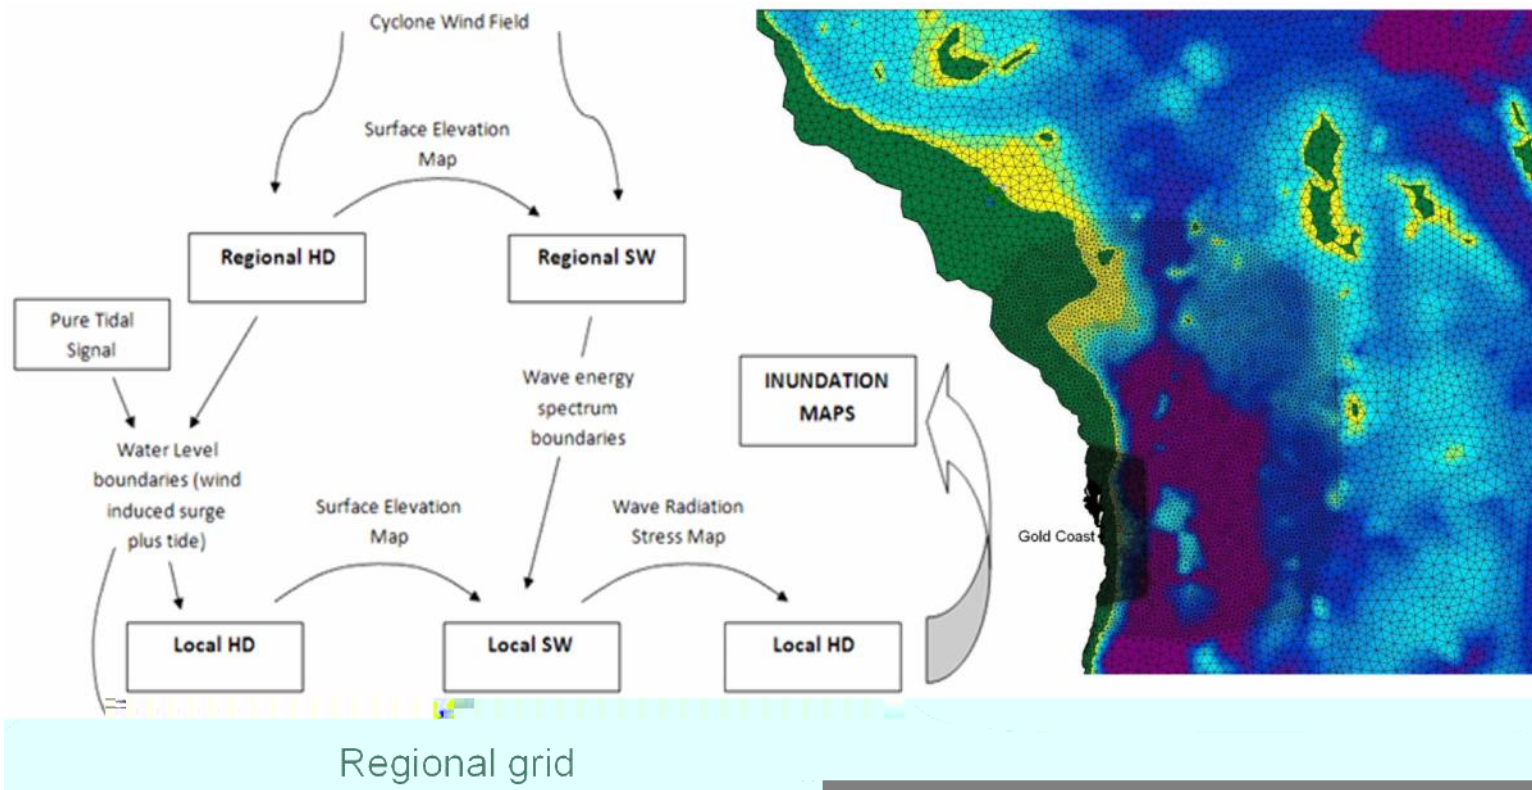 Cyclone Wind Field
Surface Elevation
Map
Regional HD
Regional SW
Pure Tidal
Signal
Wave energy
spectrum
boundaries
INUNDATION
MAPS
Water Level
boundaries (wind
induced surge
plus tide)
Surface Elevation
Map
Wave Radiation
Stress Map
Gold Coast
Local HD
Local SW
Local HD
Regional grid